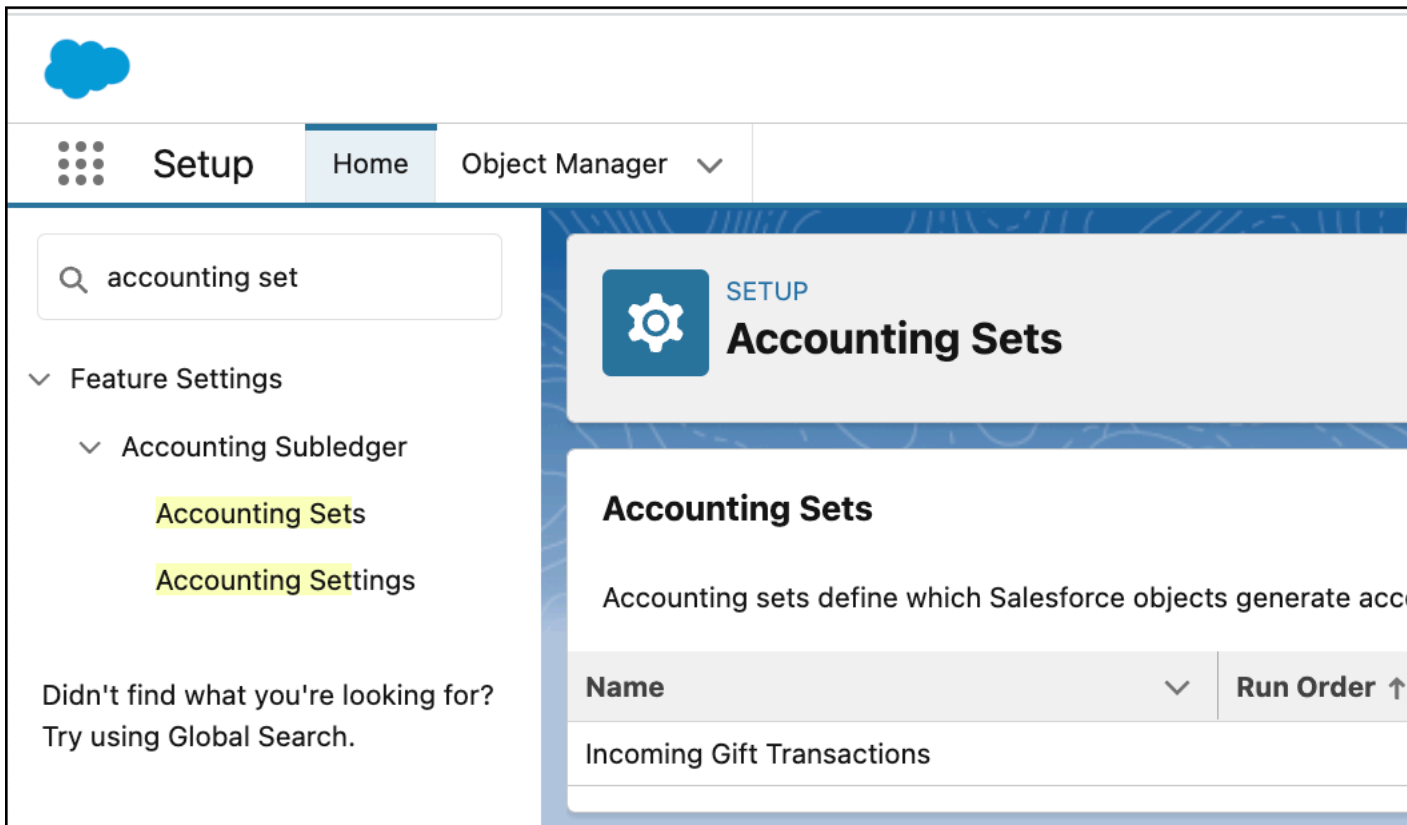 Setup
Home
Object Manager
accounting set
Feature Settings
Accounting Subledger
Accounting Sets
Accounting Settings
Didn't find what you're looking for?
Try using Global Search.
SETUP
Accounting Sets
Accounting Sets
Accounting sets define which Salesforce objects generate acc
Name
Run Order
Incoming Gift Transactions